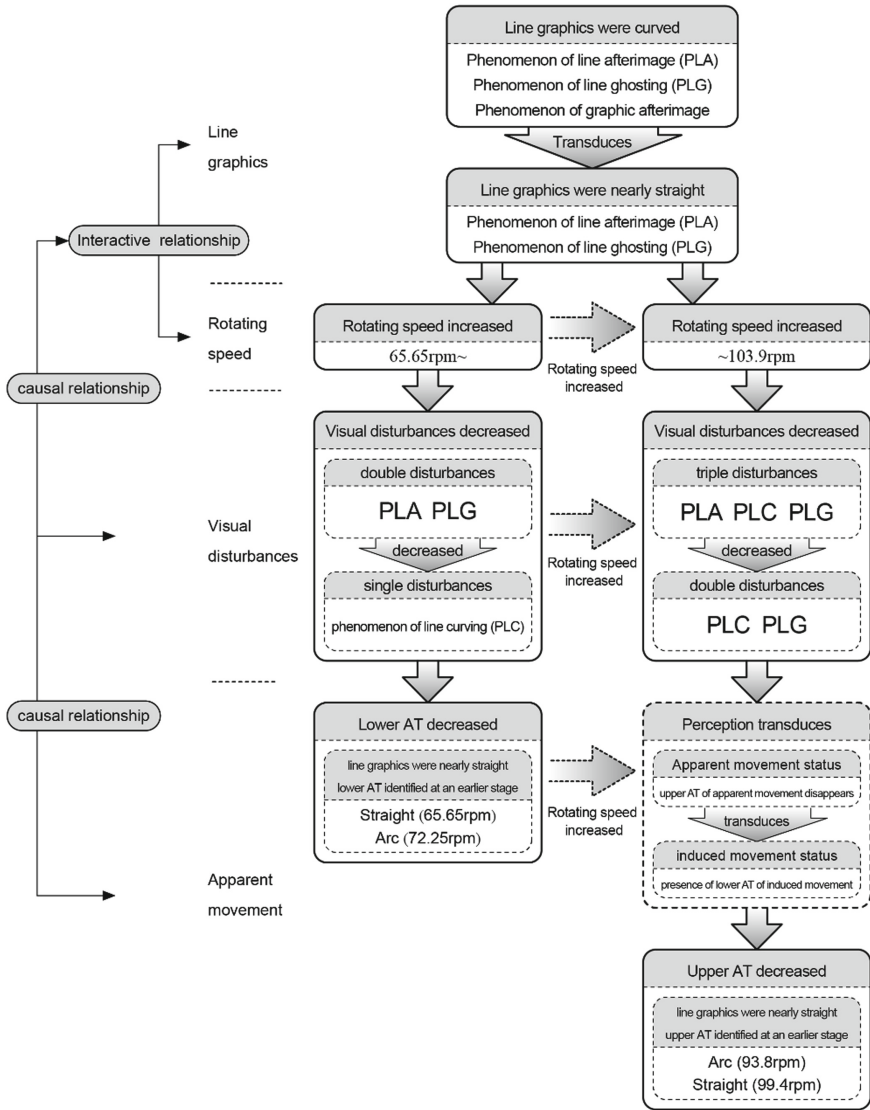 Line graphics were curved
Phenomenon of line afterimage (PLA)
Phenomenon of line ghosting (PLG)
Phenomenon of graphic afterimage
Transduces
Line graphics were nearly straight
Phenomenon of line afterimage (PLA)
Phenomenon of line ghosting (PLG)
Line
graphics
Interactive relationship
Rotating
speed
causal relationship
Visual
disturbances
causal relationship
Apparent
movement
Rotating speed increased
65.65rpm~
Rotating speed
increased
Rotating speed increased
~103.9rpm
Visual disturbances decreased
double disturbances
PLA PLG
decreased
single disturbances
phenomenon of line curving (PLC)
Rotating speed
increased
Visual disturbances decreased
triple disturbances
PLA PLC PLG
decreased
double disturbances
PLC PLG
Lower AT decreased
line graphics were nearly straight
lower AT identified at an earlier stage
Straight (65.65rpm)
Arc (72.25rpm)
Rotating speed
increased
Perception transduces
Apparent movement status
upper AT of apparent movement disappears
transduces
induced movement status
presence of lower AT of induced movement
Upper AT decreased
line graphics were nearly straight
upper AT identified at an earlier stage
Arc (93.8rpm)
Straight (99.4rpm)